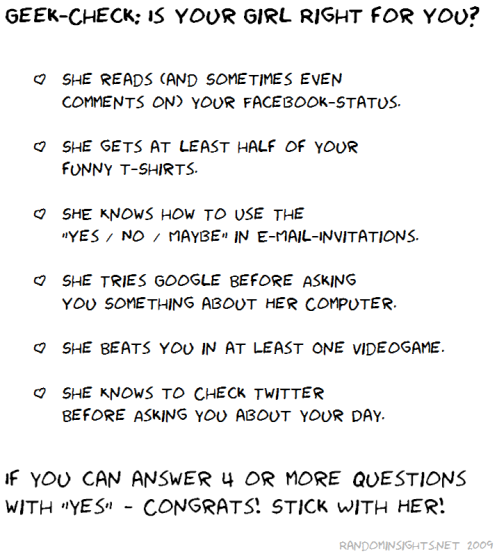 GEEK-CHECK: IS YOUR GIRL RIGHT FOR YOU?
SHE READS (AND SOMETIMES EVEN
COMMENTS ON) YOUR FACEBOOK-STATUS.
SHE GETS AT LEAST HALF OF YOUR
FUNNY T-SHIRTS.
SHE KNOWS HOW TO USE THE
"YES / NO / MAYBE" IN E-MAIL-INVITATIONS.
SHE TRIES GOOGLE BEFORE ASKING
YOU SOMETHING ABOUT HER COMPUTER.
SHE BEATS YOU IN AT LEAST ONE VIDEOGAME.
SHE KNOWS TO CHECK TWITTER
BEFORE ASKING YOU ABOUT YOUR DAY.
IF YOU CAN ANSWER 4 OR MORE QUESTIONS
WITH "YES" - CONGRATS! STICK WITH HER!
RANDOMINSIGHTS.NET 2009